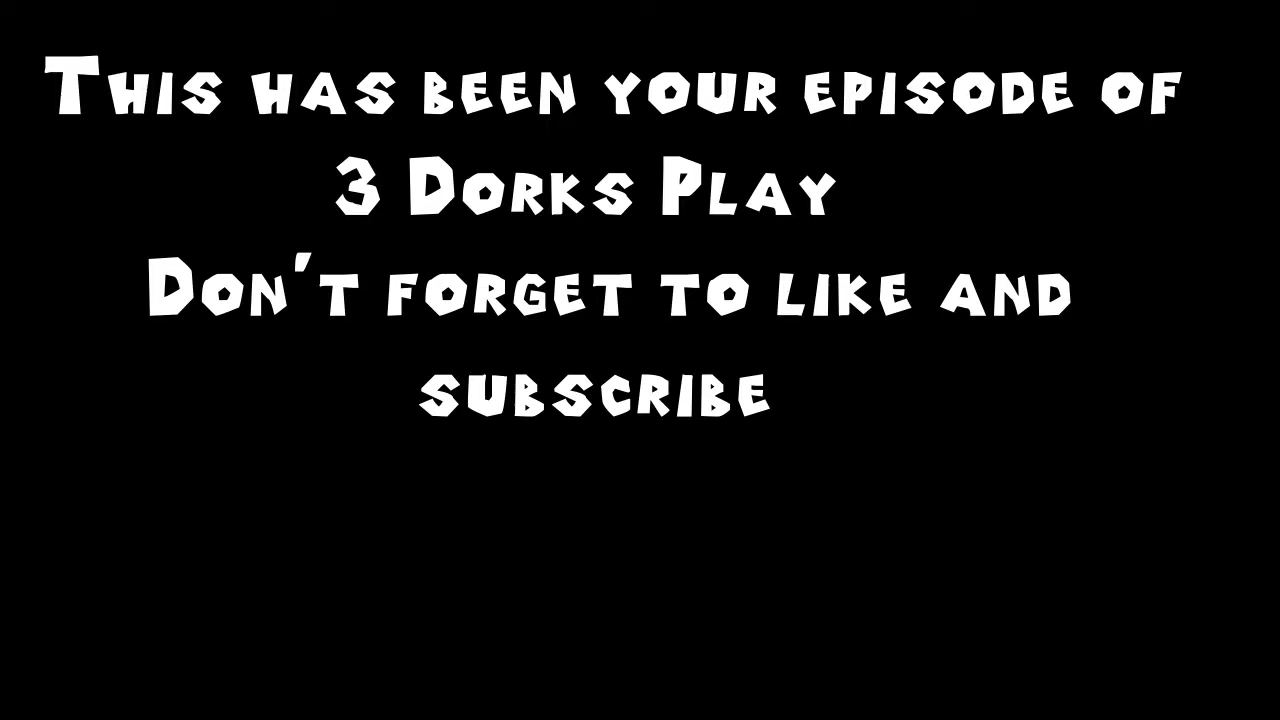 This has been your episode of
3 Dorks Play
Don't forget to like and
subscribe